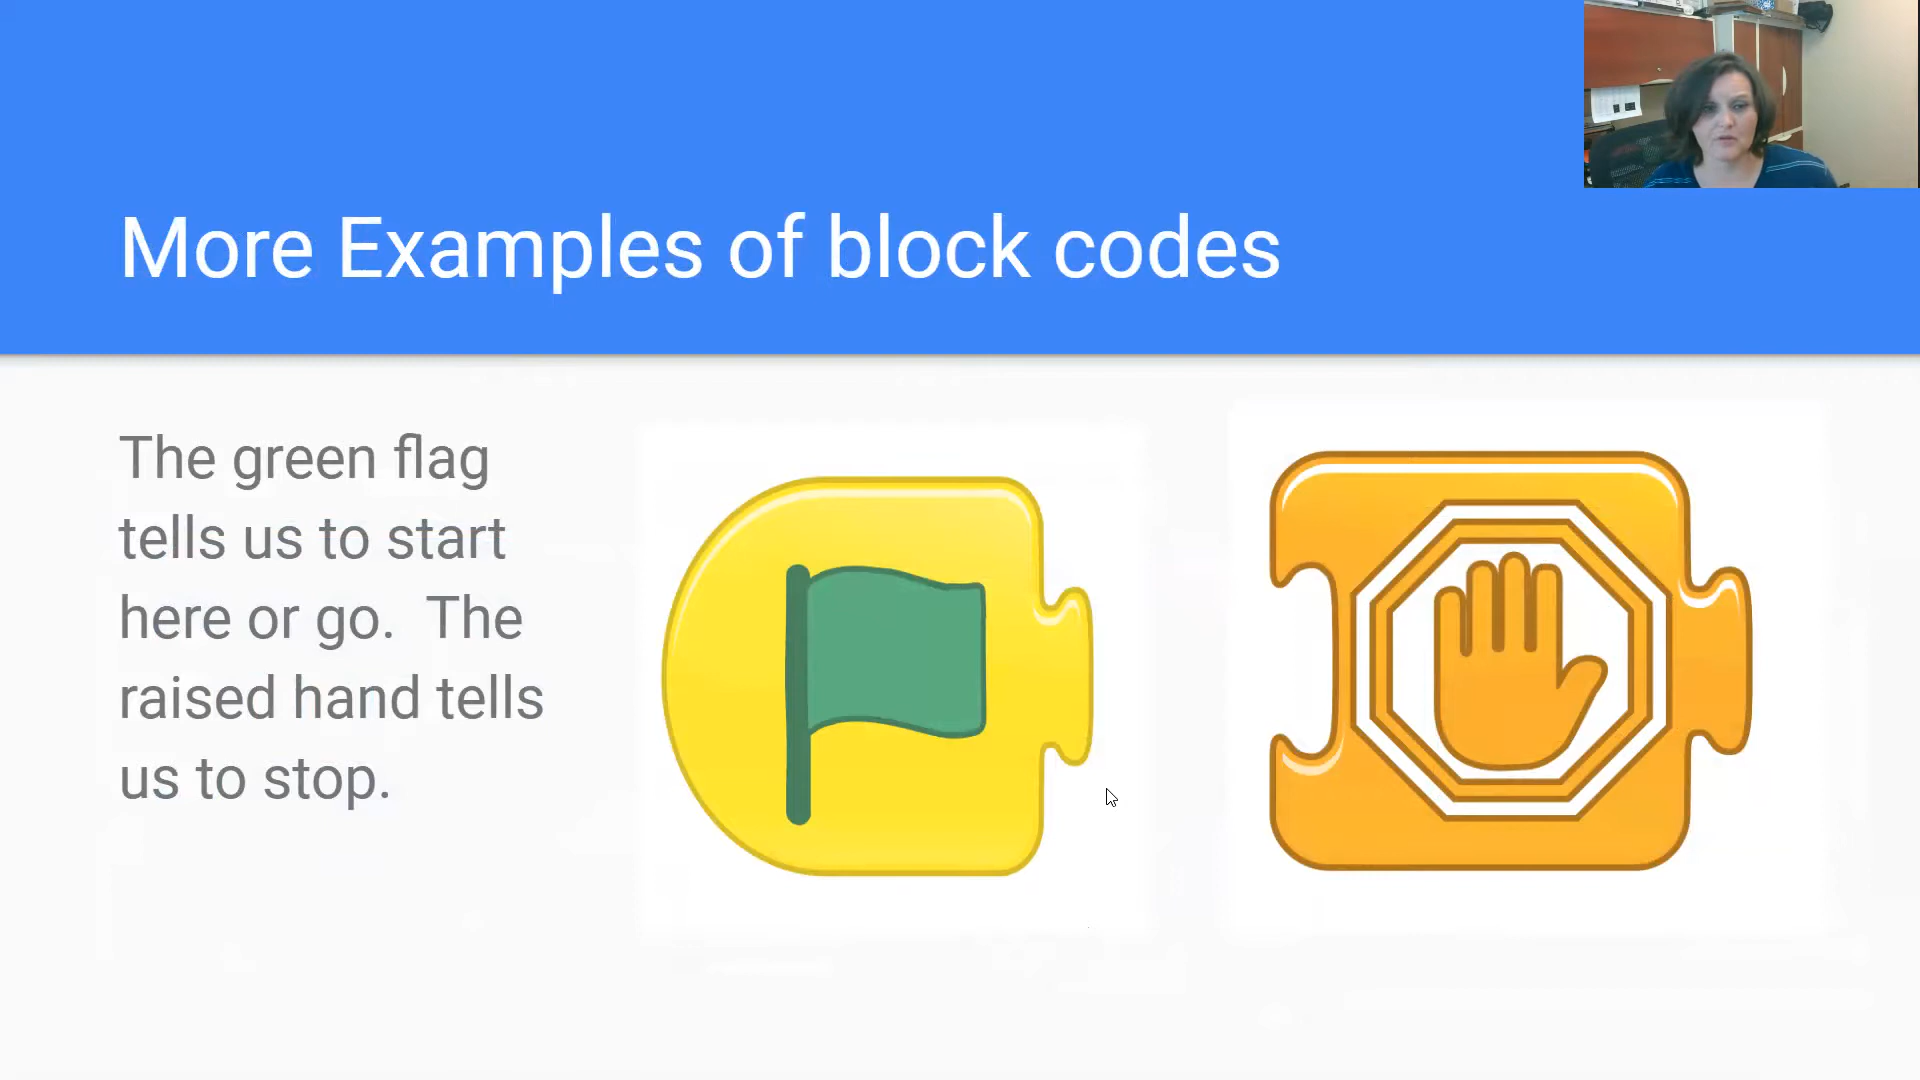 More Examples of block codes
The green flag
tells us to start
here or go.  The
raised hand tells
us to stop.